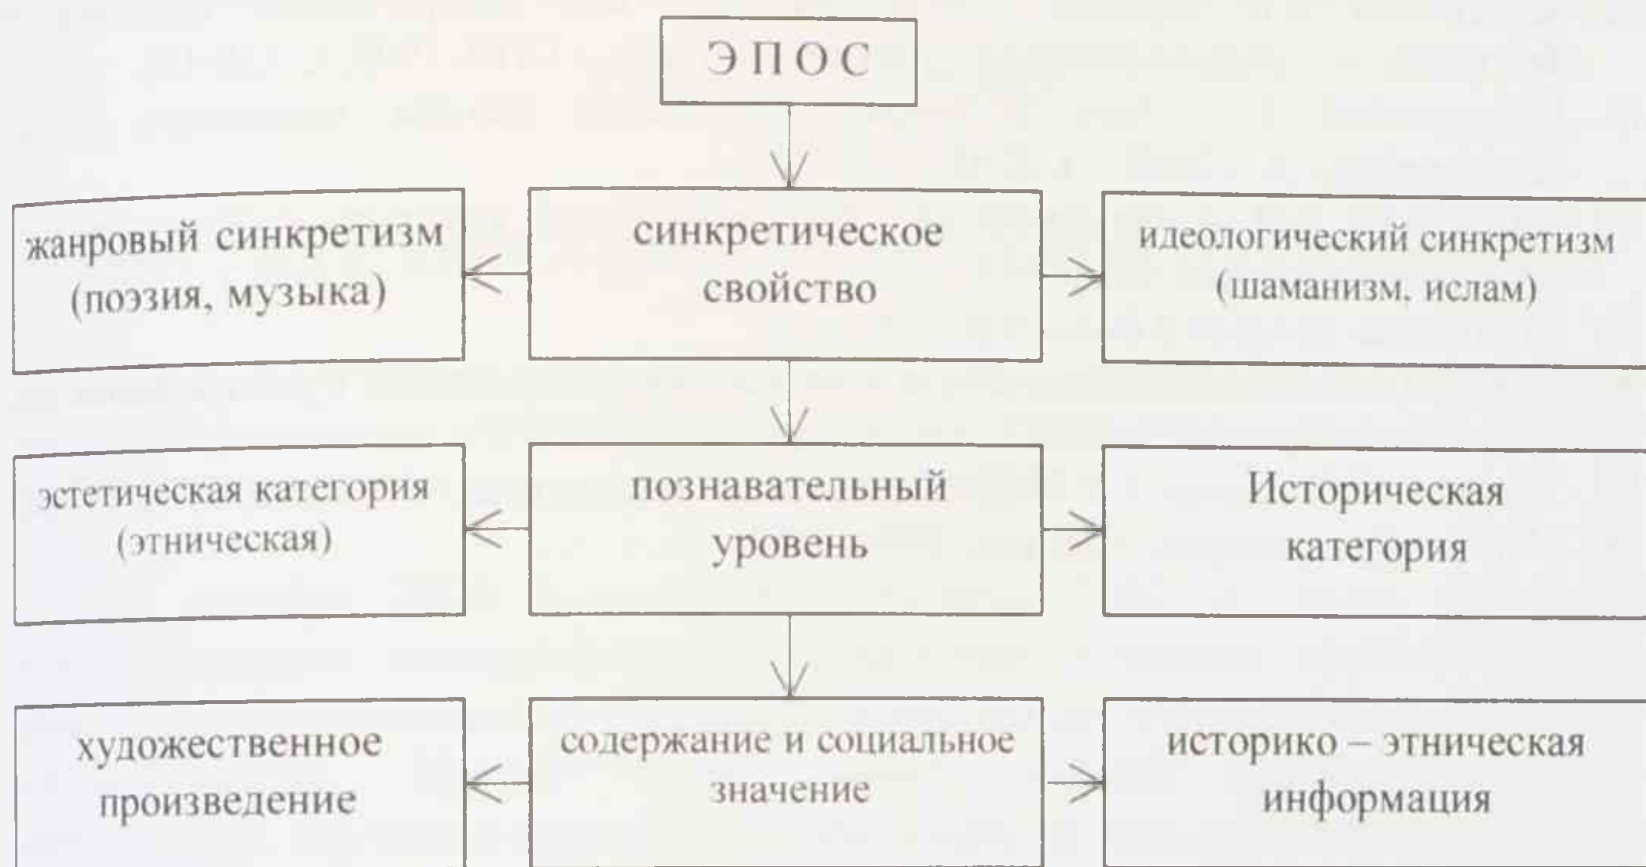 ЭПОС
жанровый синкретизм
(поэзия, музыка)
синкретическое
свойство
идеологический синкретизм
(шаманизм, ислам)
эстетическая категория
(этническая)
познавательный
уровень
Историческая
категория
художественное
произведение
содержание и социальное
значение
историко – этническая
информация